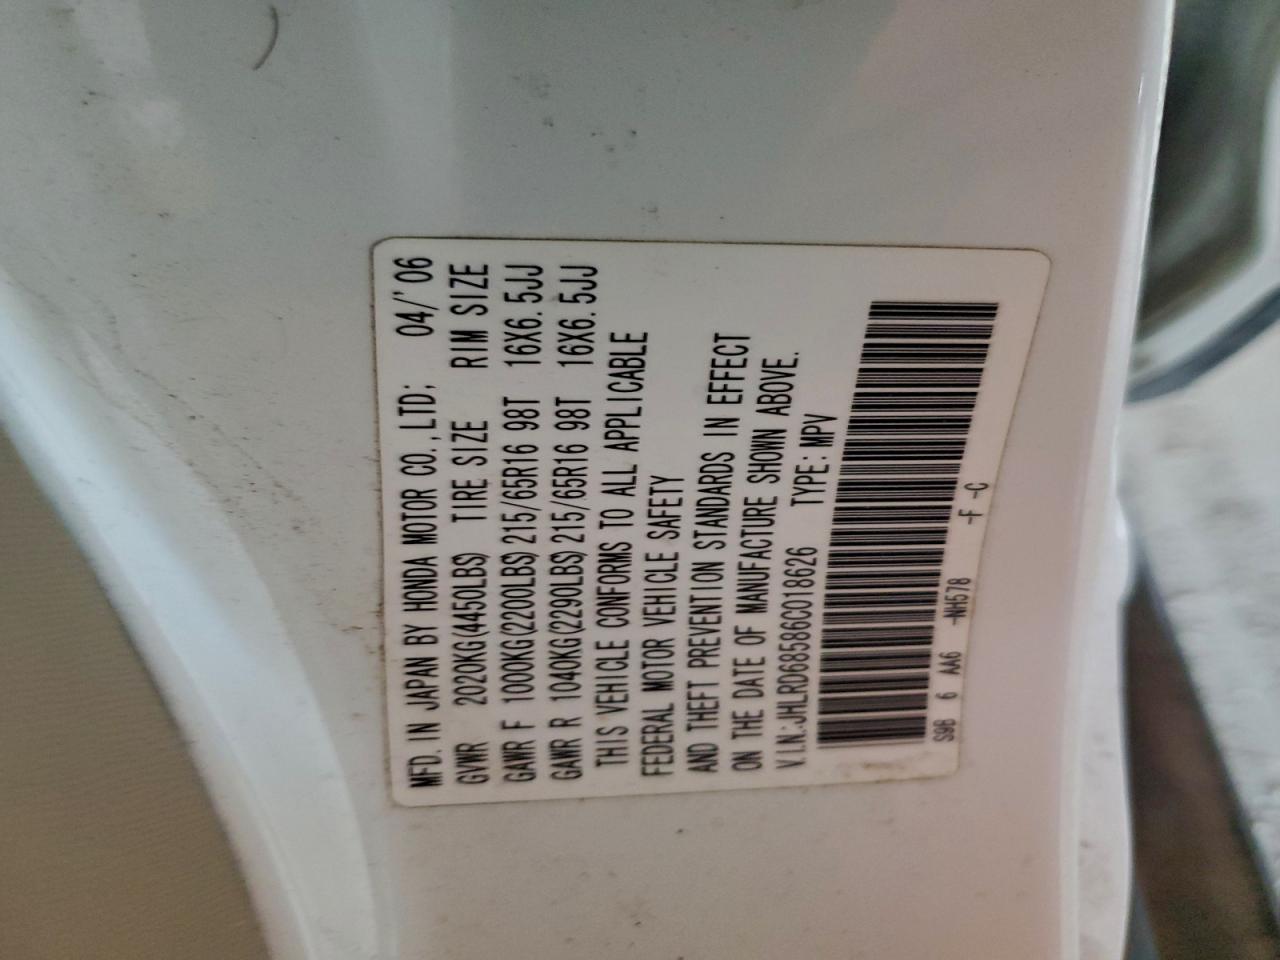 MFD. IN JAPAN BY HONDA MOTOR CO., LTD: 04/'06
GVWR 2020KG(4450LBS) TIRE SIZE RIM SIZE
GAWR F 1000KG(2200LBS) 215/65R16 98T 16X6.5JJ
GAWR R 1040KG(2290LBS) 215/65R16 98T 16X6.5JJ
THIS VEHICLE CONFORMS TO ALL APPLICABLE
FEDERAL MOTOR VEHICLE SAFETY
AND THEFT PREVENTION STANDARDS IN EFFECT
ON THE DATE OF MANUFACTURE SHOWN ABOVE.
V.I.N.:JHLRD68586C018626 TYPE:MPV
S9B 6 AA6 -NH578 -F -C